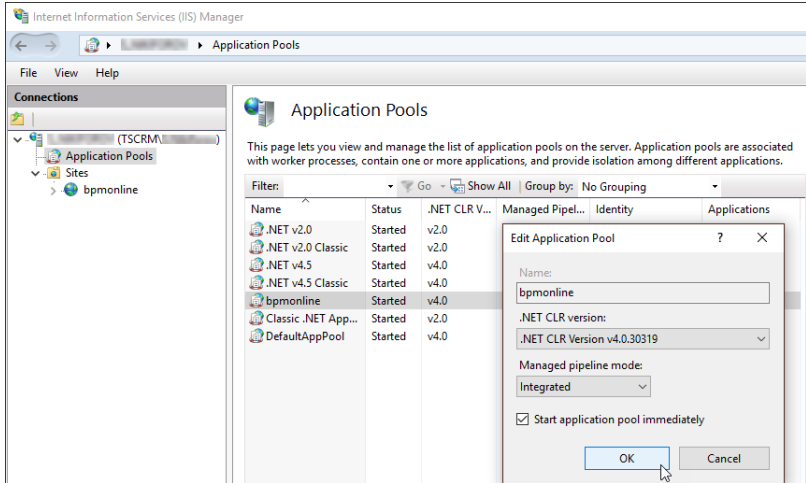 Internet Information Services (IIS) Manager
Application Pools
File View Help
Connections
(TSCRM\ )
Application Pools
Sites
bpmonline
Application Pools
This page lets you view and manage the list of application pools on the server. Application pools are associated
with worker processes, contain one or more applications, and provide isolation among different applications.
Filter: Go Show All Group by: No Grouping
Name Status .NET CLR V... Managed Pipel... Identity Applications
.NET v2.0 Started v2.0
.NET v2.0 Classic Started v2.0
.NET v4.5 Started v4.0
.NET v4.5 Classic Started v4.0
bpmonline Started v4.0
Classic .NET App... Started v2.0
DefaultAppPool Started v4.0
Edit Application Pool ? X
Name:
bpmonline
.NET CLR version:
.NET CLR Version v4.0.30319
Managed pipeline mode:
Integrated
Start application pool immediately
OK Cancel